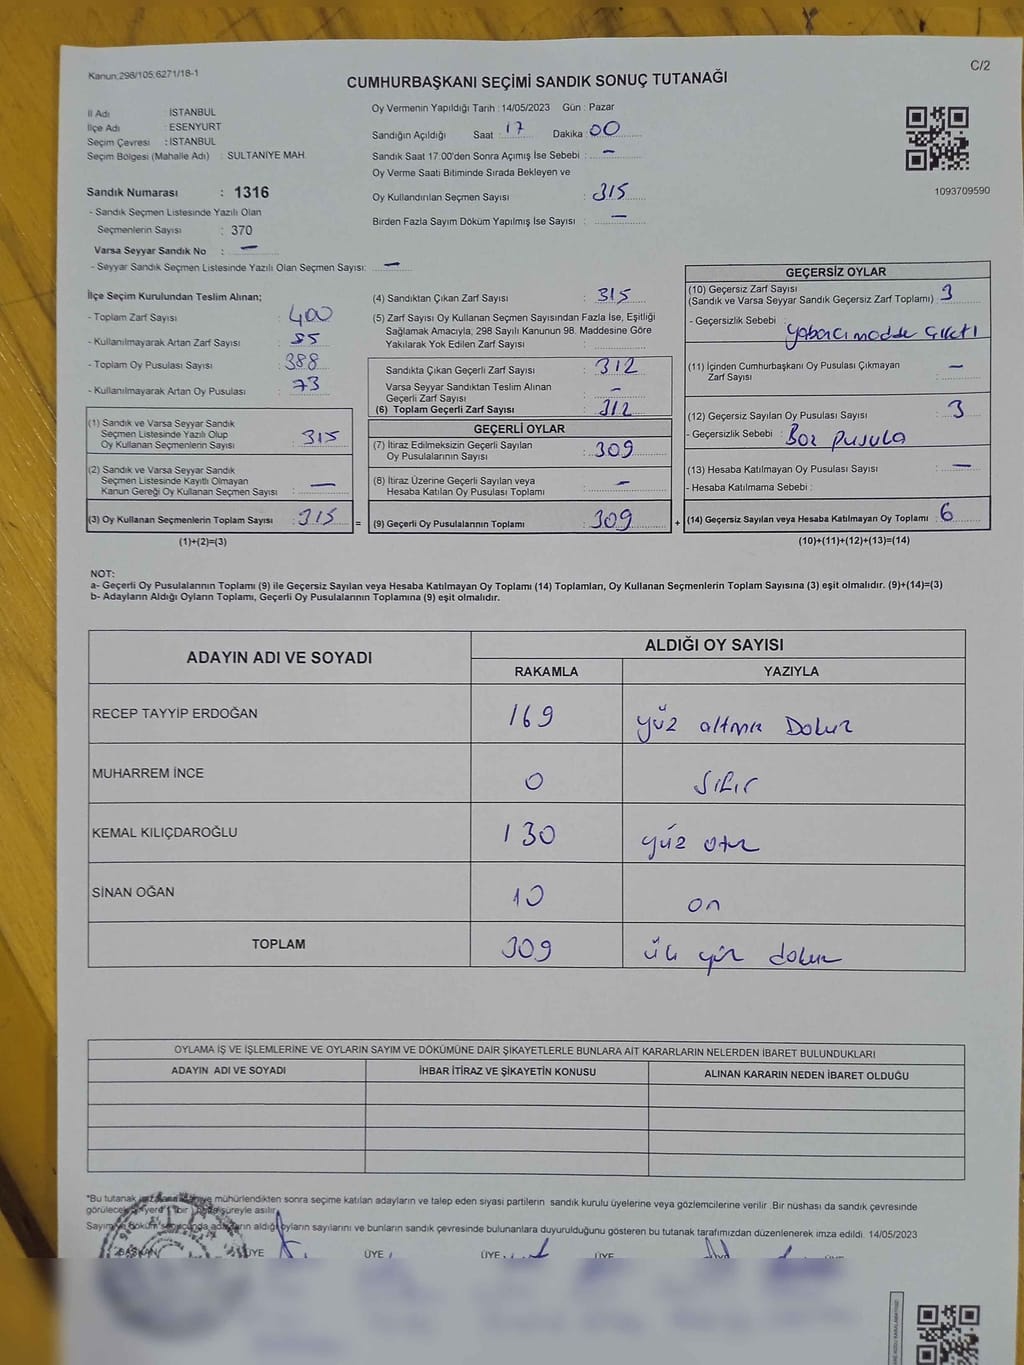 Kanun:298/105.6271/18-1
C/2
CUMHURBAŞKANI SEÇİMİ SANDIK SONUÇ TUTANAĞI
İl Adı : İSTANBUL
İlçe Adı : ESENYURT
Seçim Çevresi : İSTANBUL
Seçim Bölgesi (Mahalle Adı) : SULTANİYE MAH.
Sandık Numarası : 1316
- Sandık Seçmen Listesinde Yazılı Olan
Seçmenlerin Sayısı : 370
Varsa Seyyar Sandık No : —
- Seyyar Sandık Seçmen Listesinde Yazılı Olan Seçmen Sayısı: —
Oy Vermenin Yapıldığı Tarih : 14/05/2023 Gün : Pazar
Sandığın Açıldığı Saat 17 Dakika 00
Sandık Saat 17.00'den Sonra Açımış İse Sebebi : —
Oy Verme Saati Bitiminde Sırada Bekleyen ve
Oy Kullandırılan Seçmen Sayısı : 315
Birden Fazla Sayım Döküm Yapılmış İse Sayısı : —
1093709590
İlçe Seçim Kurulundan Teslim Alınan;
- Toplam Zarf Sayısı : 400
- Kullanılmayarak Artan Zarf Sayısı : 85
- Toplam Oy Pusulası Sayısı : 388
- Kullanılmayarak Artan Oy Pusulası : 73
(1) Sandık ve Varsa Seyyar Sandık
Seçmen Listesinde Yazılı Olup
Oy Kullanan Seçmenlerin Sayısı : 315
(2) Sandık ve Varsa Seyyar Sandık
Seçmen Listesinde Kayıtlı Olmayan
Kanun Gereği Oy Kullanan Seçmen Sayısı : —
(3) Oy Kullanan Seçmenlerin Toplam Sayısı : 315 =
(1)+(2)=(3)
(4) Sandıktan Çıkan Zarf Sayısı : 315
(5) Zarf Sayısı Oy Kullanan Seçmen Sayısından Fazla İse, Eşitliği
Sağlamak Amacıyla; 298 Sayılı Kanunun 98. Maddesine Göre
Yakılarak Yok Edilen Zarf Sayısı :
Sandıkta Çıkan Geçerli Zarf Sayısı : 312
Varsa Seyyar Sandıktan Teslim Alınan
Geçerli Zarf Sayısı : —
(6) Toplam Geçerli Zarf Sayısı : 312
GEÇERLİ OYLAR
(7) İtiraz Edilmeksizin Geçerli Sayılan
Oy Pusulalarının Sayısı : 309
(8) İtiraz Üzerine Geçerli Sayılan veya
Hesaba Katılan Oy Pusulası Toplamı : —
(9) Geçerli Oy Pusulalarının Toplamı : 309 +
GEÇERSİZ OYLAR
(10) Geçersiz Zarf Sayısı
(Sandık ve Varsa Seyyar Sandık Geçersiz Zarf Toplamı) : 3
- Geçersizlik Sebebi : yabancı madde
(11) İçinden Cumhurbaşkanı Oy Pusulası Çıkmayan
Zarf Sayısı : —
(12) Geçersiz Sayılan Oy Pusulası Sayısı : 3
- Geçersizlik Sebebi : Boz pusula
(13) Hesaba Katılmayan Oy Pusulası Sayısı : —
- Hesaba Katılmama Sebebi :
(14) Geçersiz Sayılan veya Hesaba Katılmayan Oy Toplamı : 6
(10)+(11)+(12)+(13)=(14)
NOT:
a- Geçerli Oy Pusulalarının Toplamı (9) ile Geçersiz Sayılan veya Hesaba Katılmayan Oy Toplamı (14) Toplamları, Oy Kullanan Seçmenlerin Toplam Sayısına (3) eşit olmalıdır. (9)+(14)=(3)
b- Adayların Aldığı Oyların Toplamı, Geçerli Oy Pusulalarının Toplamına (9) eşit olmalıdır.
ADAYIN ADI VE SOYADI
ALDIĞI OY SAYISI
RAKAMLA YAZIYLA
RECEP TAYYİP ERDOĞAN 169 yüz altmış Dokuz
MUHARREM İNCE 0 sıfır
KEMAL KILIÇDAROĞLU 130 yüz otuz
SİNAN OĞAN 10 on
TOPLAM 309 üç yüz dokuz
OYLAMA İŞ VE İŞLEMLERİNE VE OYLARIN SAYIM VE DÖKÜMÜNE DAİR ŞİKAYETLERLE BUNLARA AİT KARARLARIN NELERDEN İBARET BULUNDUKLARI
ADAYIN ADI VE SOYADI İHBAR İTİRAZ VE ŞİKAYETİN KONUSU ALINAN KARARIN NEDEN İBARET OLDUĞU
*Bu tutanak mühürlendikten sonra seçime katılan adayların ve talep eden siyasi partilerin sandık kurulu üyelerine veya gözlemcilerine verilir. Bir nüshası da sandık çevresinde
görülecek bir yerde (bir) hafta süreyle asılır.
Sayım ve döküm sonucunda adayların aldığı oyların sayılarını ve bunların sandık çevresinde bulunanlara duyurulduğunu gösteren bu tutanak tarafımızdan düzenlenerek imza edildi. 14/05/2023
BAŞKAN ÜYE ÜYE ÜYE ÜYE ÜYE